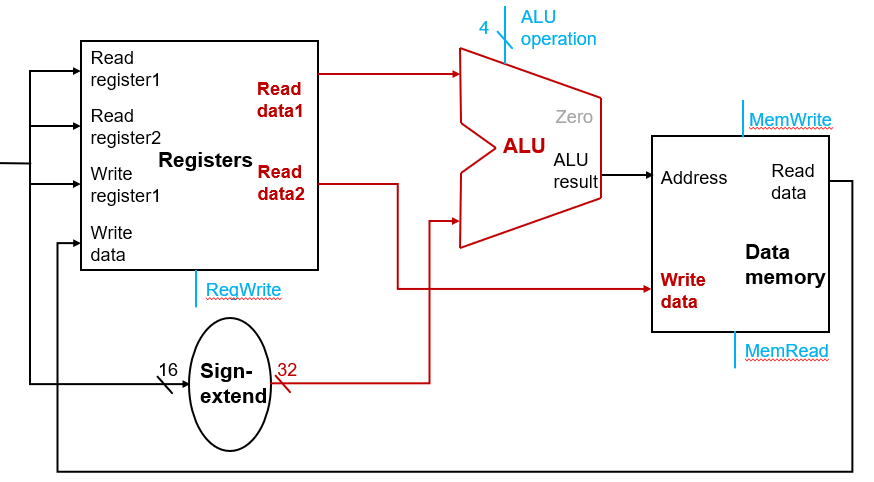 4
ALU
operation
Read
register1
Read
data1
Read
register2
Registers
Read
data2
Write
register1
Write
data
RegWrite
Zero
ALU
ALU
result
MemWrite
Address
Read
data
Data
memory
Write
data
MemRead
16
Sign-
extend
32